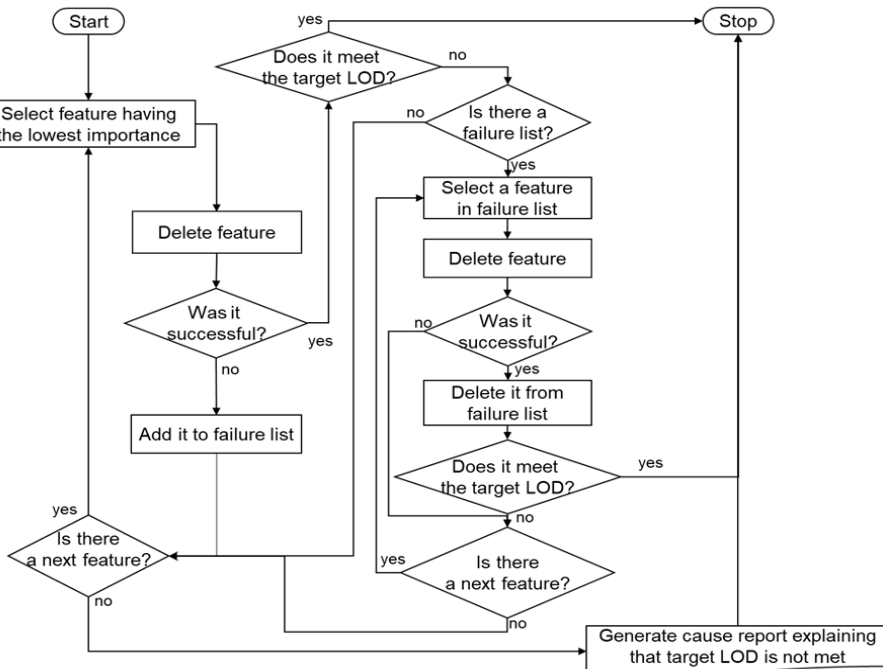 Start
yes
Stop
Does it meet
the target LOD?
no
Select feature having
the lowest importance
no
Is there a
failure list?
yes
Select a feature
in failure list
Delete feature
Delete feature
Was it
successful?
yes
no
no
Was it
successful?
yes
Add it to failure list
Delete it from
failure list
Does it meet
the target LOD?
yes
no
yes
Is there
a next feature?
no
yes
Is there
a next feature?
no
Generate cause report explaining
that target LOD is not met